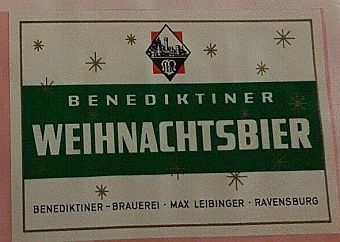 BENEDIKTINER
WEIHNACHTSBIER
BENEDIKTINER-BRAUEREI · MAX LEIBINGER · RAVENSBURG